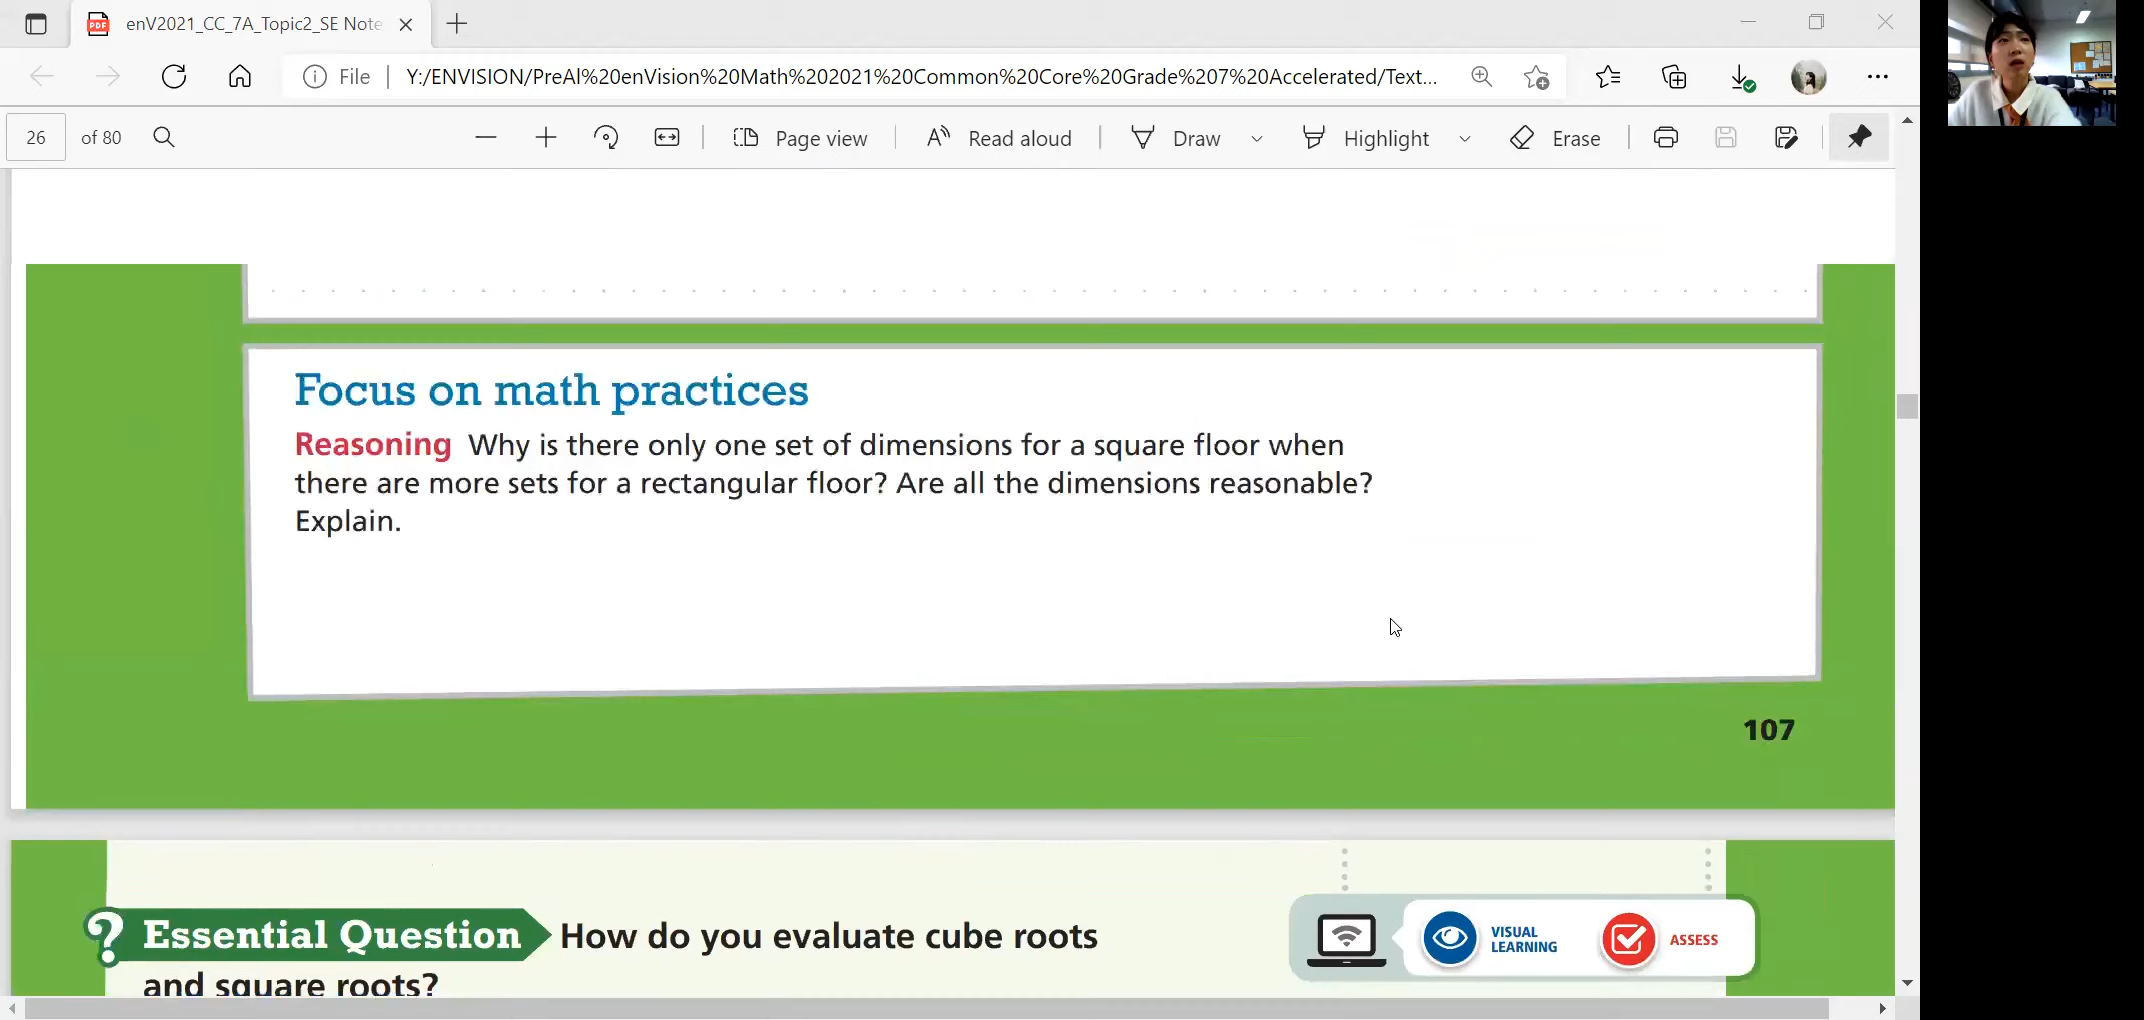 enV2021_CC_7A_Topic2_SE Note
File
Y:/ENVISION/PreAl%20enVision%20Math%202021%20Common%20Core%20Grade%207%20Accelerated/Text...
26 of 80
Page view
Read aloud
Draw
Highlight
Erase
Focus on math practices
Reasoning Why is there only one set of dimensions for a square floor when
there are more sets for a rectangular floor? Are all the dimensions reasonable?
Explain.
107
? Essential Question How do you evaluate cube roots
and square roots?
VISUAL
LEARNING
ASSESS